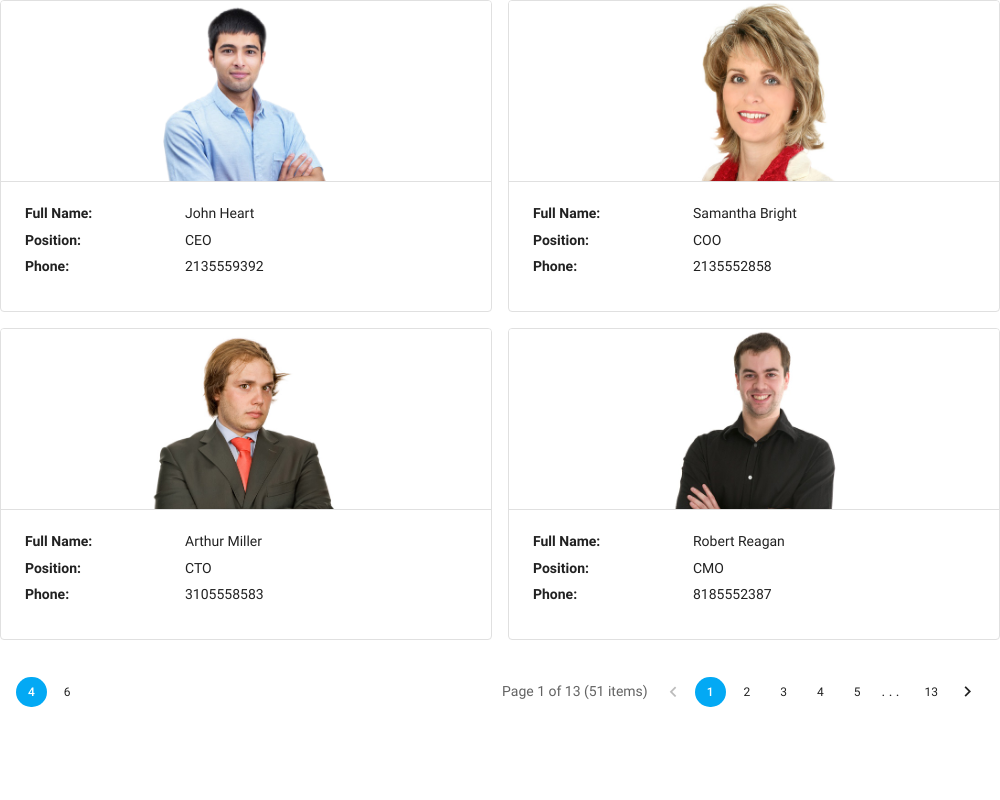 Full Name: John Heart
Position: CEO
Phone: 2135559392
Full Name: Samantha Bright
Position: COO
Phone: 2135552858
Full Name: Arthur Miller
Position: CTO
Phone: 3105558583
Full Name: Robert Reagan
Position: CMO
Phone: 8185552387
4 6 Page 1 of 13 (51 items) 1 2 3 4 5 . . . 13